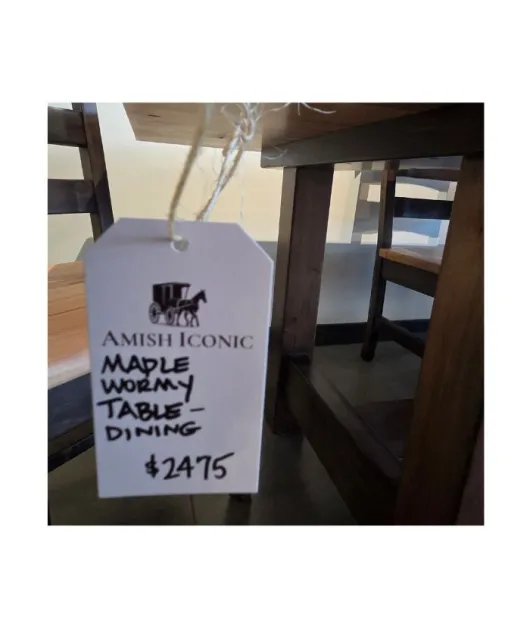 AMISH ICONIC
MAPLE
WORMY
TABLE -
DINING
$2475